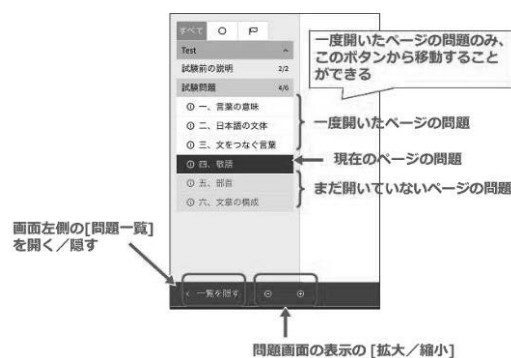 すべて
Test
試験前の説明 2/2
試験問題 4/6
① 一、言葉の意味
① 二、日本語の文体
① 三、文をつなぐ言葉
① 四、敬語
① 五、部首
① 六、文章の構成
一度開いたページの問題のみ、
このボタンから移動すること
ができる
一度開いたページの問題
現在のページの問題
まだ開いていないページの問題
画面左側の[問題一覧]
を開く／隠す
< 一覧を隠す
問題画面の表示の [拡大／縮小]